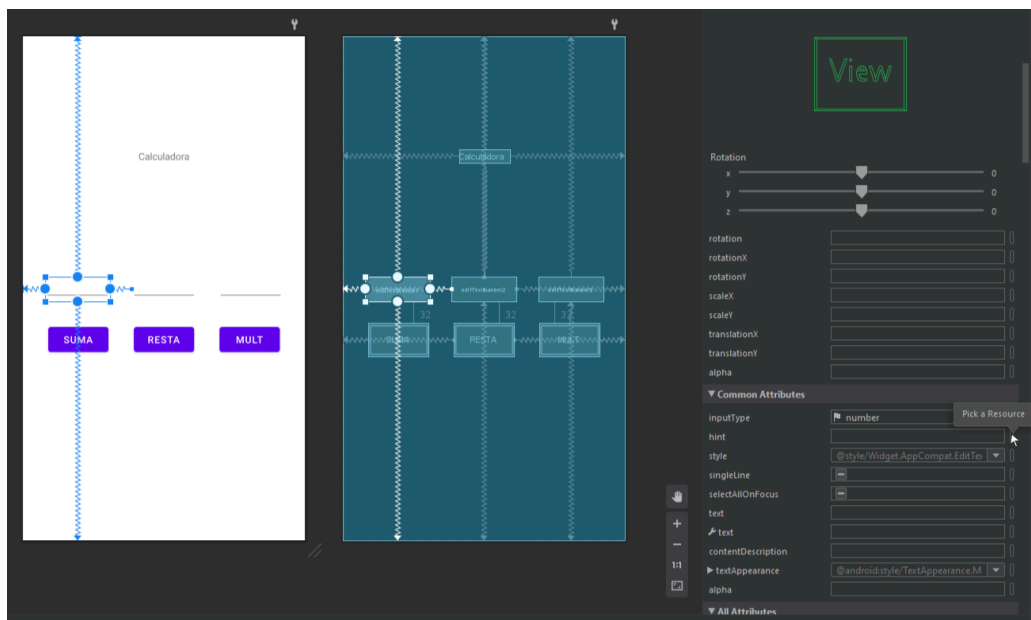 Calculadora
SUMA
RESTA
MULT
Calculadora
32
32
32
SUMA
RESTA
MULT
1:1
View
Rotation
x 0
y 0
z 0
rotation
rotationX
rotationY
scaleX
scaleY
translationX
translationY
alpha
Common Attributes
inputType number
Pick a Resource
hint
style @style/Widget.AppCompat.EditTe
singleLine
selectAllOnFocus
text
text
contentDescription
textAppearance @android:style/TextAppearance.M
alpha
All Attributes